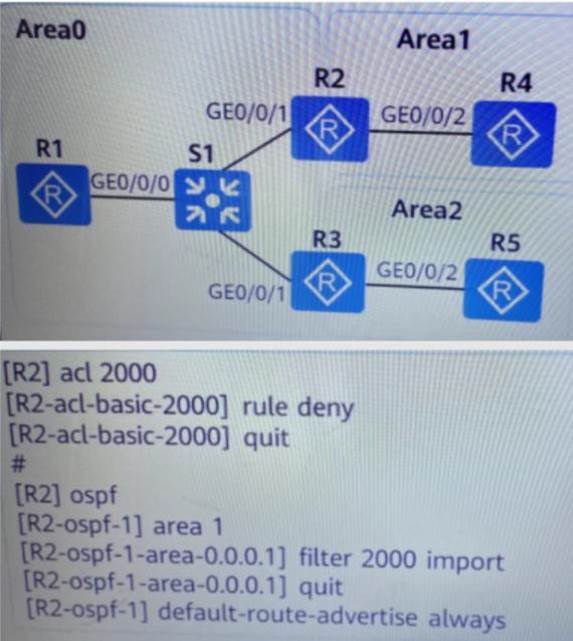 Area0
Area1
R2
R4
GE0/0/1
GE0/0/2
R
R
R1
S1
GE0/0/0
R
Area2
R3
R5
GE0/0/2
GE0/0/1
R
R
[R2] acl 2000
[R2-acl-basic-2000] rule deny
[R2-acl-basic-2000] quit
#
[R2] ospf
[R2-ospf-1] area 1
[R2-ospf-1-area-0.0.0.1] filter 2000 import
[R2-ospf-1-area-0.0.0.1] quit
[R2-ospf-1] default-route-advertise always